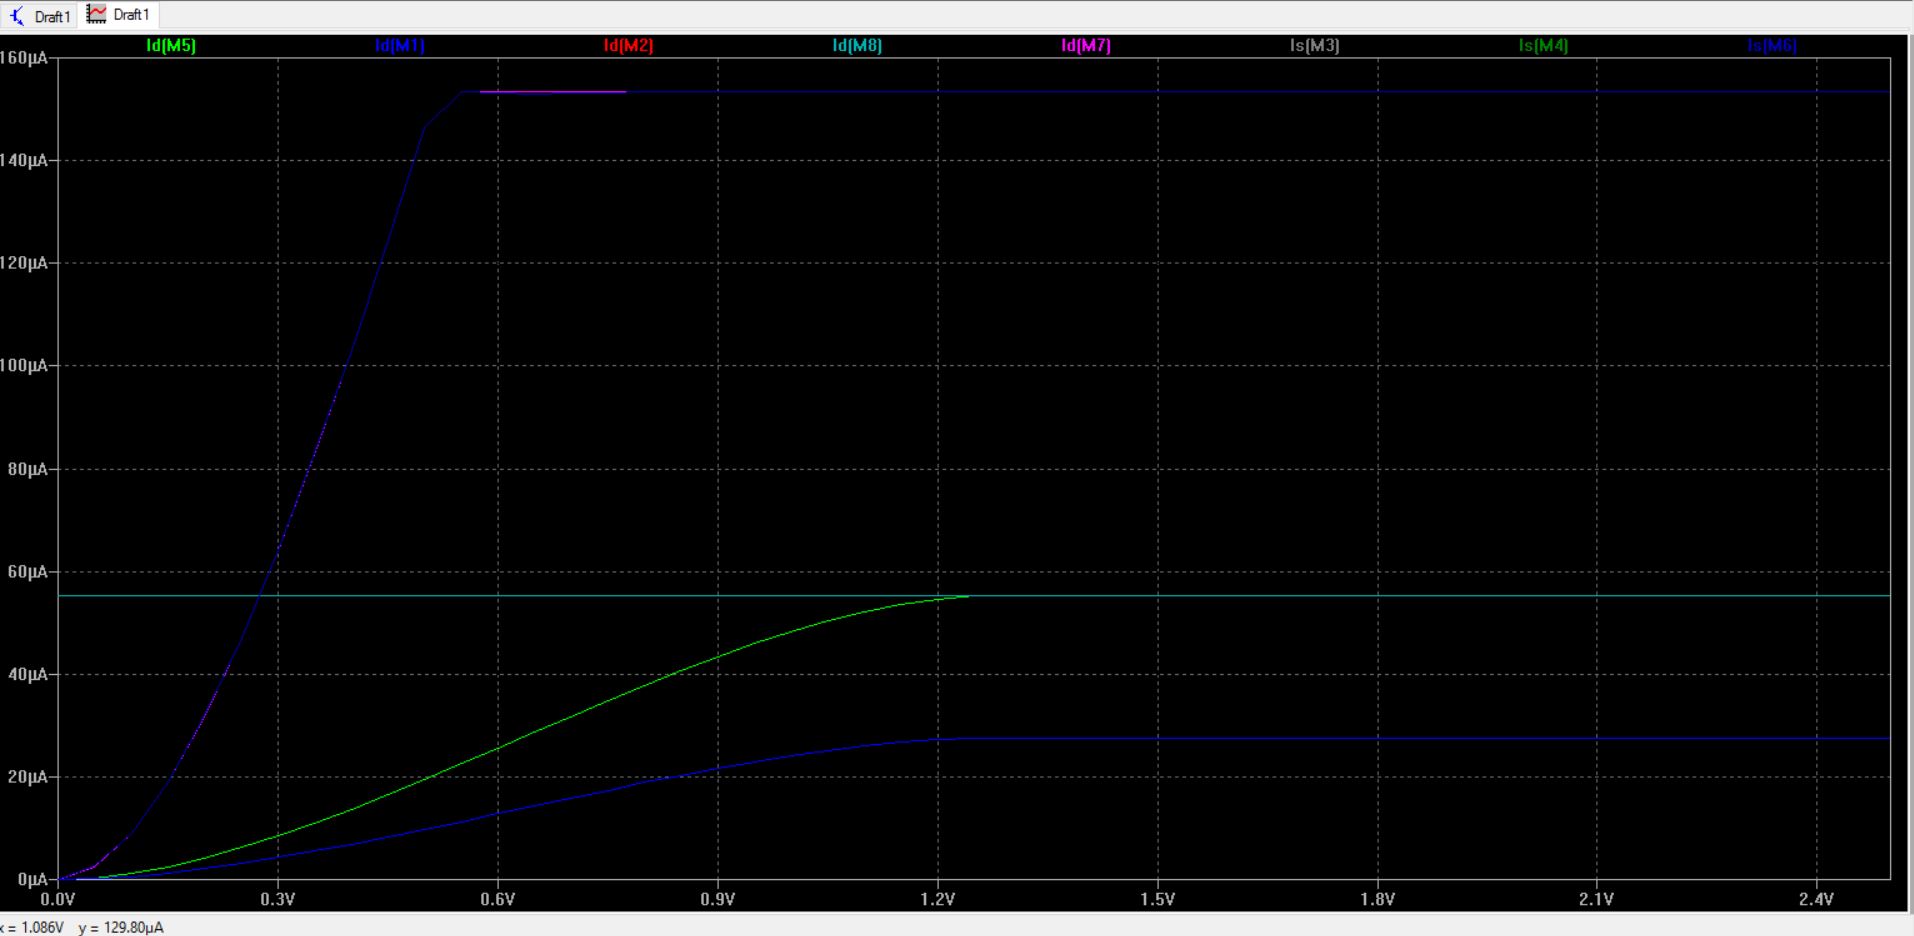 Draft1 Draft1
Id(M5) Id(M1) Id(M2) Id(M8) Id(M7) Is(M3) Is(M4) Is(M6)
160µA
140µA
120µA
100µA
80µA
60µA
40µA
20µA
0µA
0.0V 0.3V 0.6V 0.9V 1.2V 1.5V 1.8V 2.1V 2.4V
x = 1.086V y = 129.80µA